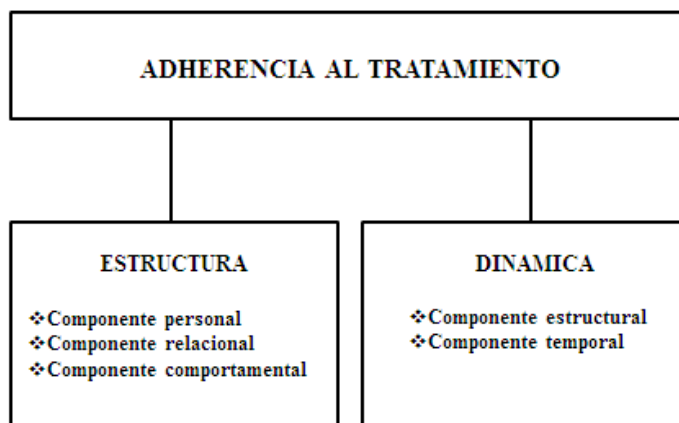 ADHERENCIA AL TRATAMIENTO
ESTRUCTURA
❖Componente personal
❖Componente relacional
❖Componente comportamental
DINAMICA
❖Componente estructural
❖Componente temporal